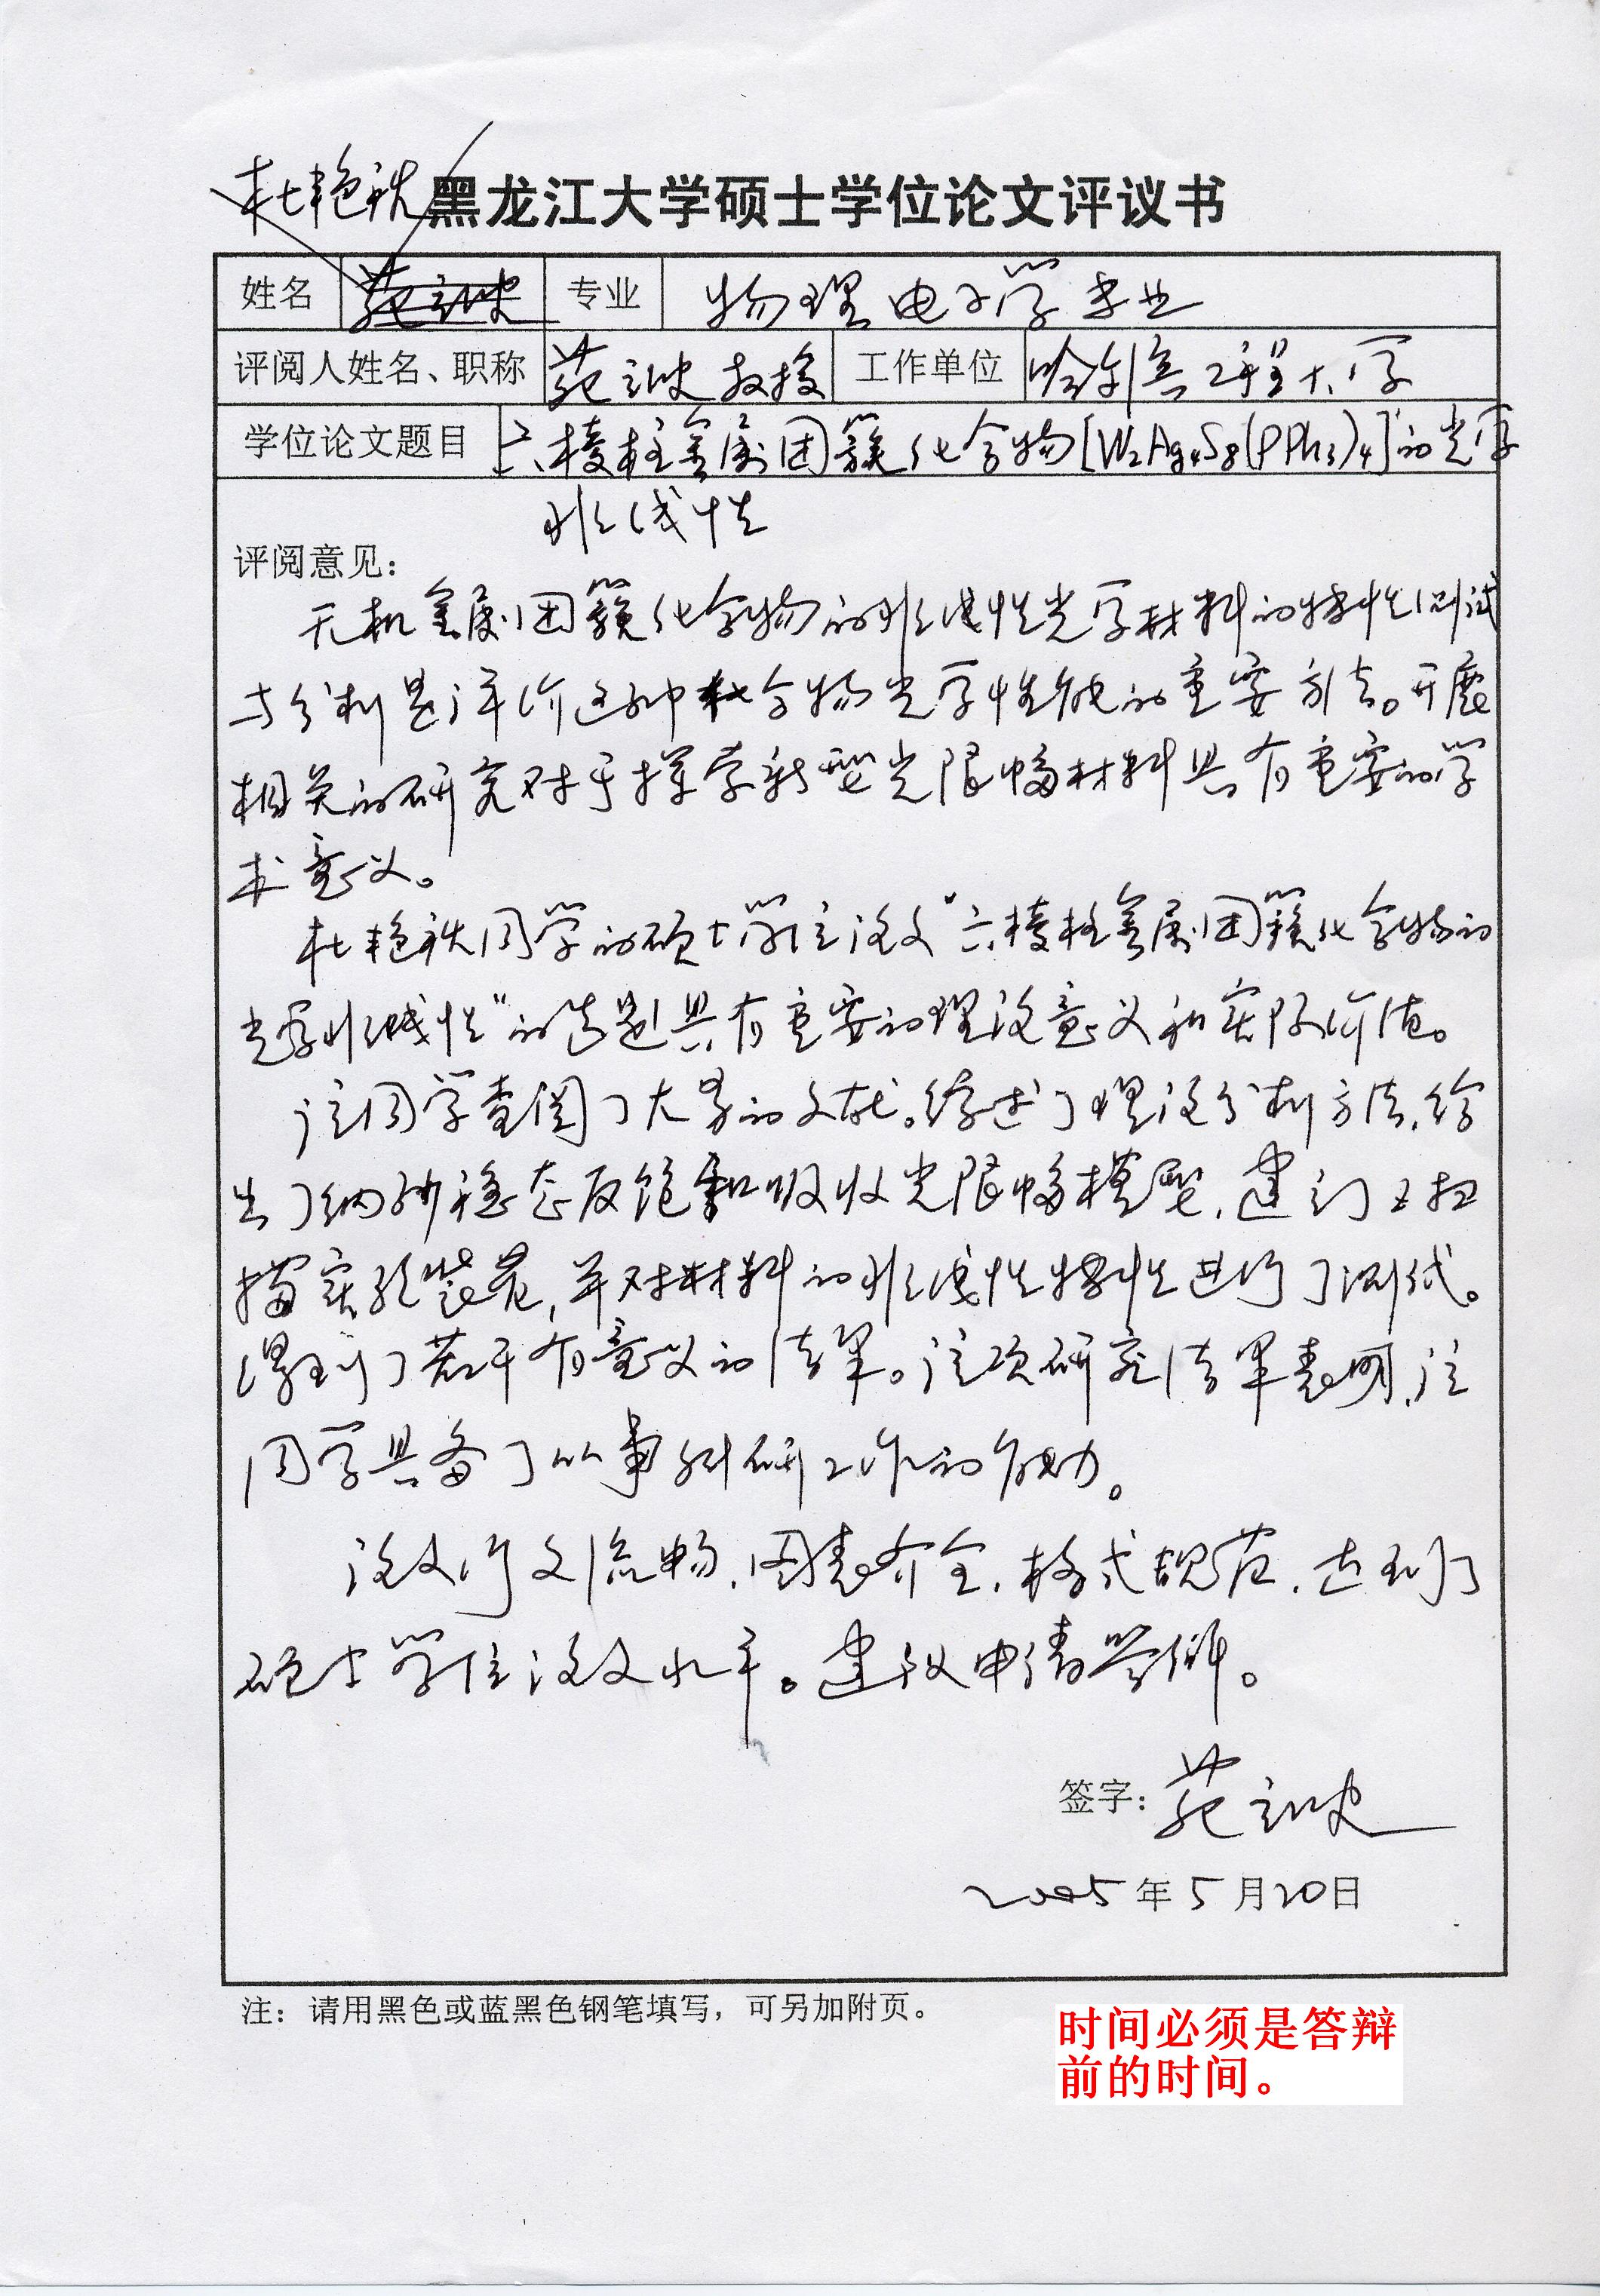 杜艳秋 黑龙江大学硕士学位论文评议书
姓名 苑立波 专业 物理电子学专业
评阅人姓名、职称 苑立波 教授 工作单位 哈尔滨工程大学
学位论文题目 六棱柱金属团簇化合物[W₂Ag₄S₈(PPh₃)₄]的光学
非线性
评阅意见：
无机金属团簇化合物的非线性光学材料的特性测试
与分析是评价这种化合物光学性能的重要方法。开展
相关的研究对于探索新型光限幅材料具有重要的学
术意义。
杜艳秋同学的硕士学位论文“六棱柱金属团簇化合物的
光学非线性”的选题具有重要的理论意义和实际价值。
该同学查阅了大量的文献。综述了理论分析方法，给
出了纳秒稳态反饱和吸收光限幅模型，建立了Z扫
描实验装置，并对材料的非线性特性进行了测试。
得到了若干有意义的结果。该项研究结果表明，该
同学具备了从事科研工作的能力。
论文行文流畅，图表齐全，格式规范，达到了
硕士学位论文水平。建议申请答辩。
签字：苑立波
2005年5月20日
注：请用黑色或蓝黑色钢笔填写，可另加附页。
时间必须是答辩
前的时间。